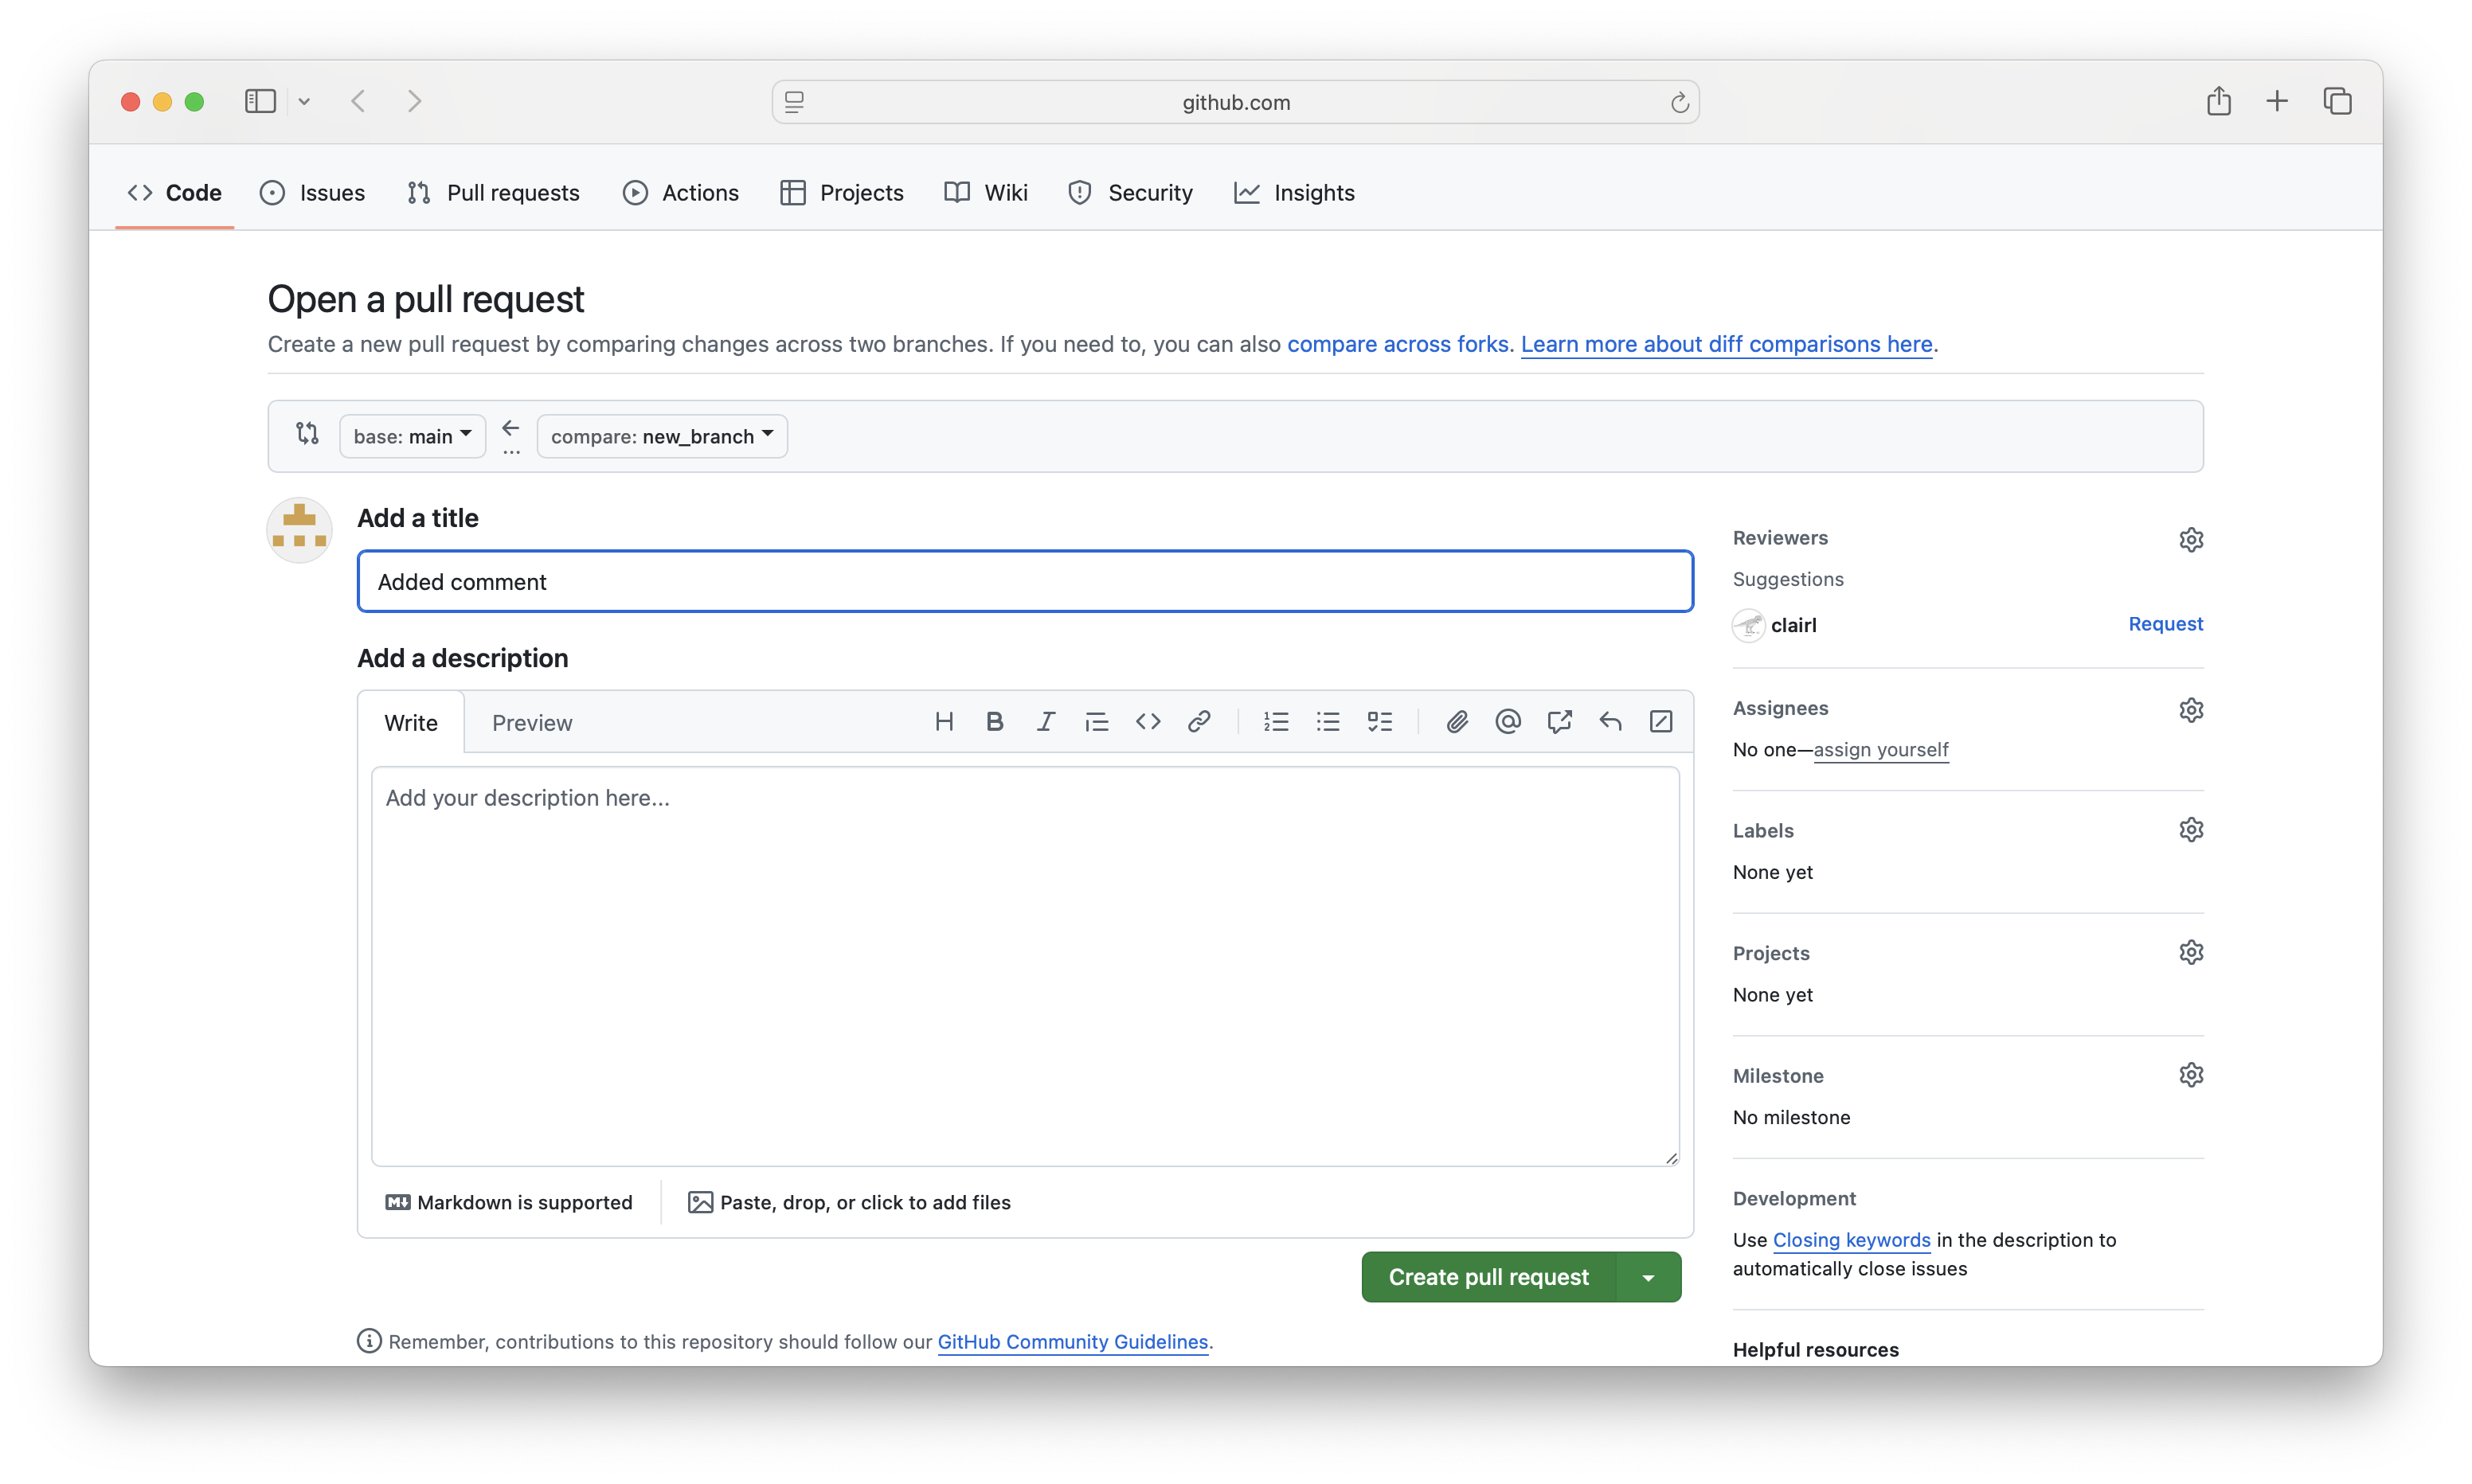 github.com
Code Issues Pull requests Actions Projects Wiki Security Insights
Open a pull request
Create a new pull request by comparing changes across two branches. If you need to, you can also compare across forks. Learn more about diff comparisons here.
base: main ← ... compare: new_branch
Add a title
Added comment
Add a description
Write Preview
Add your description here...
Markdown is supported
Paste, drop, or click to add files
Create pull request
Remember, contributions to this repository should follow our GitHub Community Guidelines.
Reviewers
Suggestions
clairl Request
Assignees
No one—assign yourself
Labels
None yet
Projects
None yet
Milestone
No milestone
Development
Use Closing keywords in the description to
automatically close issues
Helpful resources